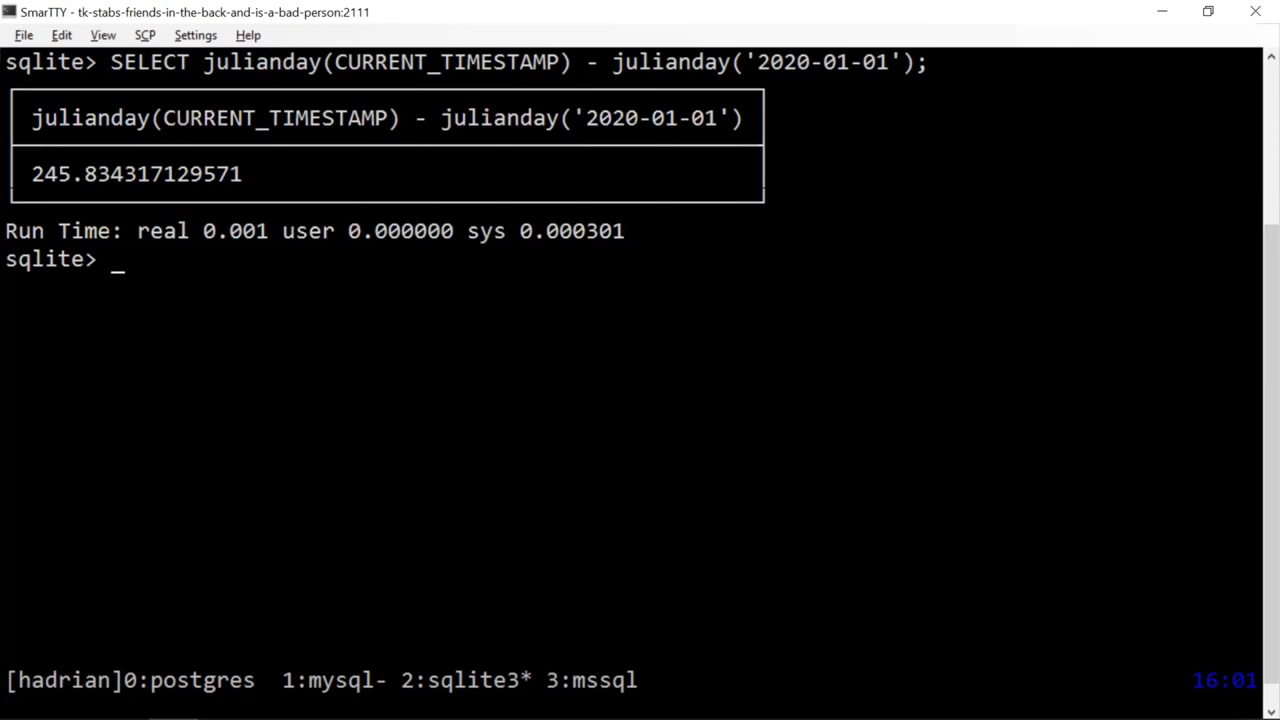 SmarTTY - tk-stabs-friends-in-the-back-and-is-a-bad-person:2111
File Edit View SCP Settings Help
sqlite> SELECT julianday(CURRENT_TIMESTAMP) - julianday('2020-01-01');
julianday(CURRENT_TIMESTAMP) - julianday('2020-01-01')
245.834317129571
Run Time: real 0.001 user 0.000000 sys 0.000301
sqlite> _
[hadrian]0:postgres  1:mysql- 2:sqlite3* 3:mssql 16:01